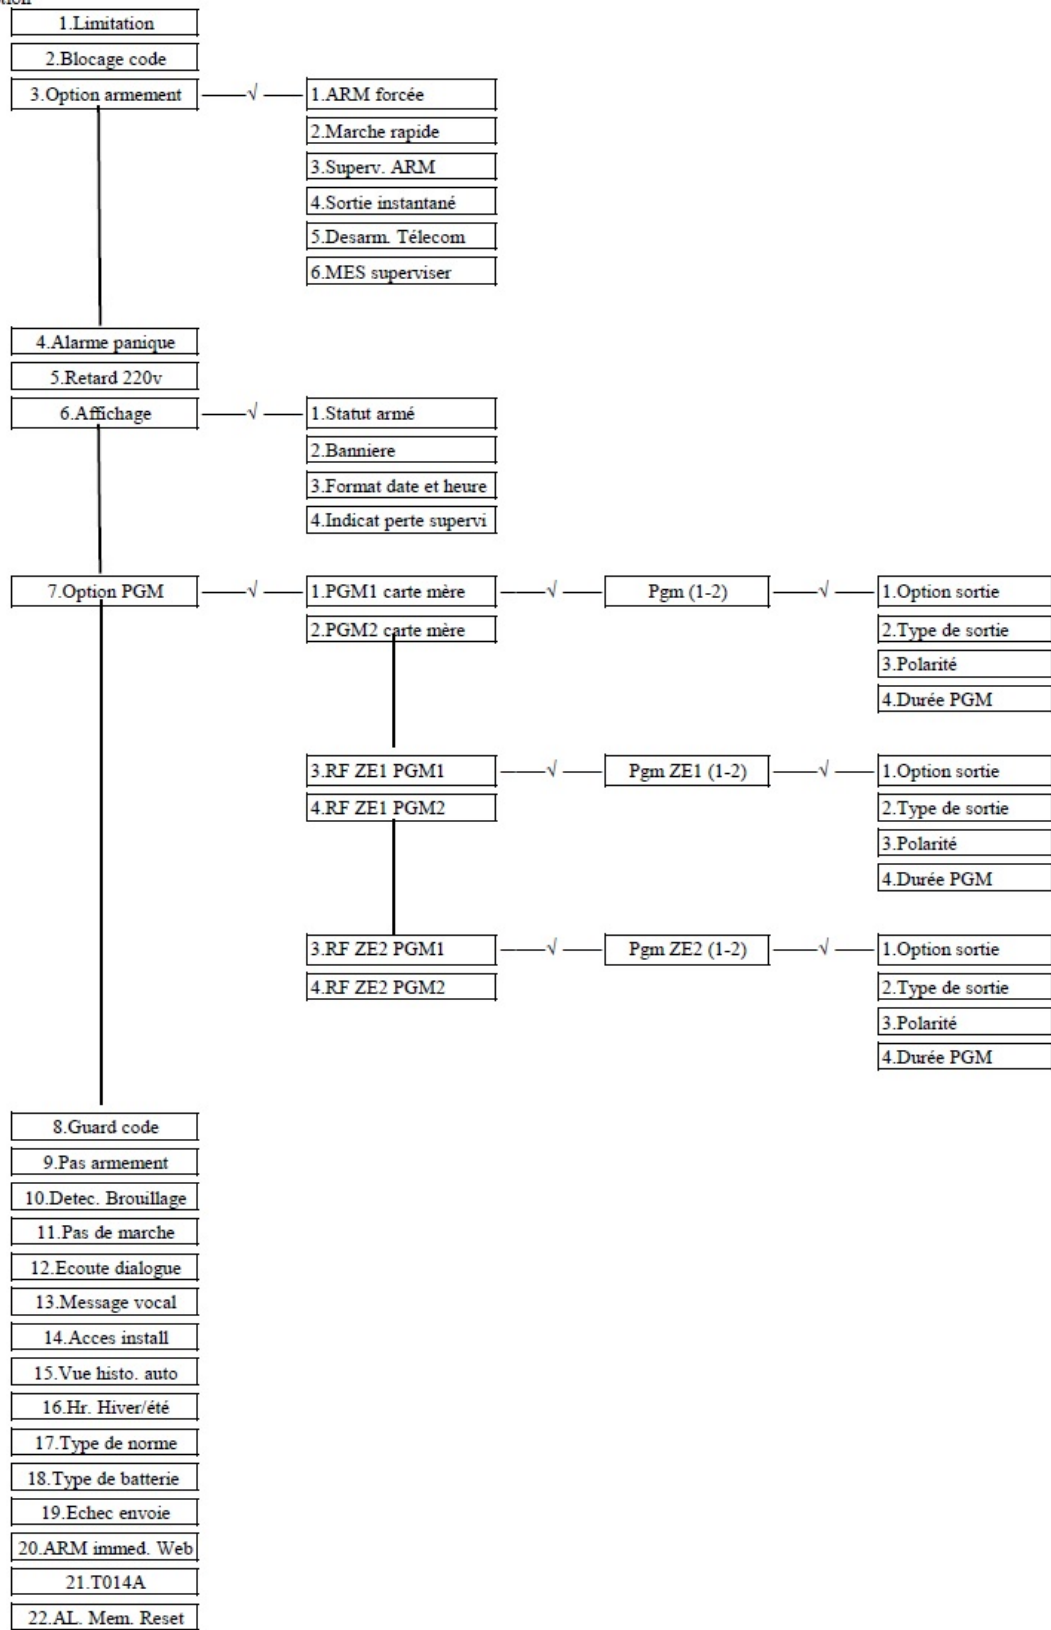 1.Limitation
2.Blocage code
3.Option armement √ 1.ARM forcée
2.Marche rapide
3.Superv. ARM
4.Sortie instantané
5.Desarm. Télecom
6.MES superviser
4.Alarme panique
5.Retard 220v
6.Affichage √ 1.Statut armé
2.Banniere
3.Format date et heure
4.Indicat perte supervi
7.Option PGM √ 1.PGM1 carte mère √ Pgm (1-2) √ 1.Option sortie
2.PGM2 carte mère 2.Type de sortie
3.Polarité
4.Durée PGM
3.RF ZE1 PGM1 √ Pgm ZE1 (1-2) √ 1.Option sortie
4.RF ZE1 PGM2 2.Type de sortie
3.Polarité
4.Durée PGM
3.RF ZE2 PGM1 √ Pgm ZE2 (1-2) √ 1.Option sortie
4.RF ZE2 PGM2 2.Type de sortie
3.Polarité
4.Durée PGM
8.Guard code
9.Pas armement
10.Detec. Brouillage
11.Pas de marche
12.Ecoute dialogue
13.Message vocal
14.Acces install
15.Vue histo. auto
16.Hr. Hiver/été
17.Type de norme
18.Type de batterie
19.Echec envoie
20.ARM immed. Web
21.T014A
22.AL. Mem. Reset